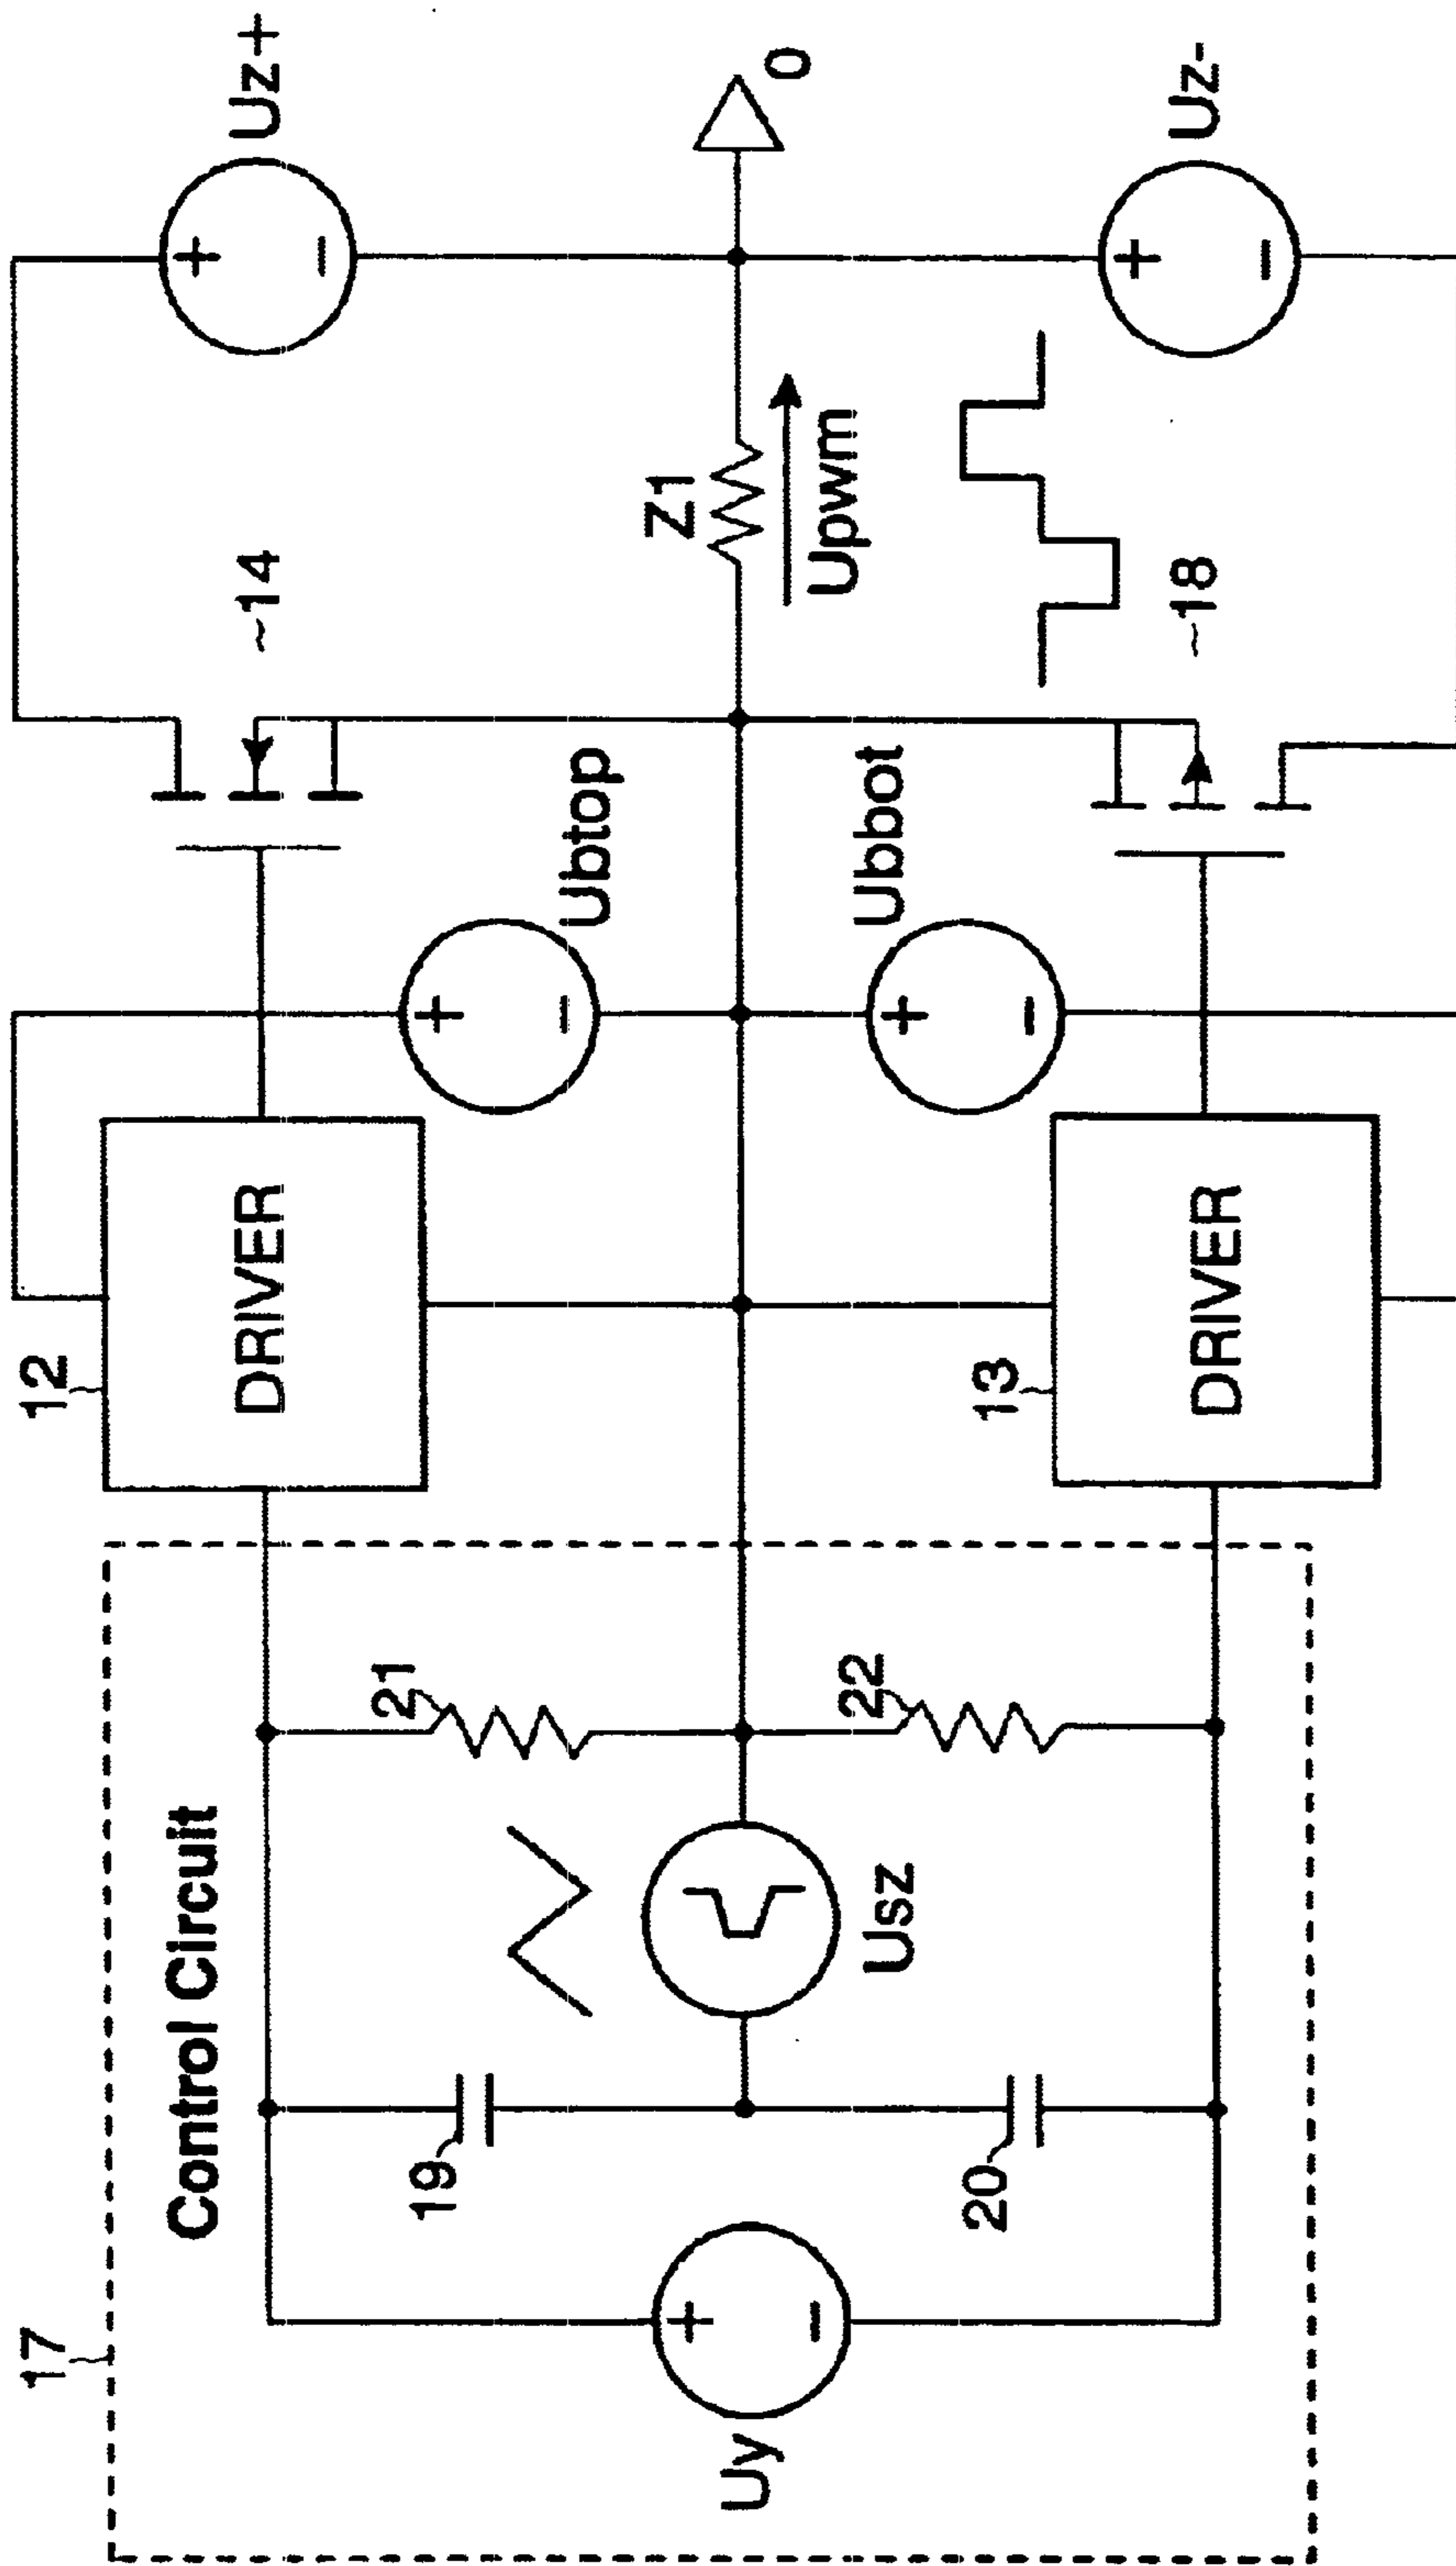 17
Control Circuit
Uy
19
20
Usz
21
22
12
DRIVER
13
DRIVER
Ubtop
Ubbot
~14
~18
Z1
Upwm
Uz+
Uz-
0
+
-
+
-
+
-
+
-
+
-